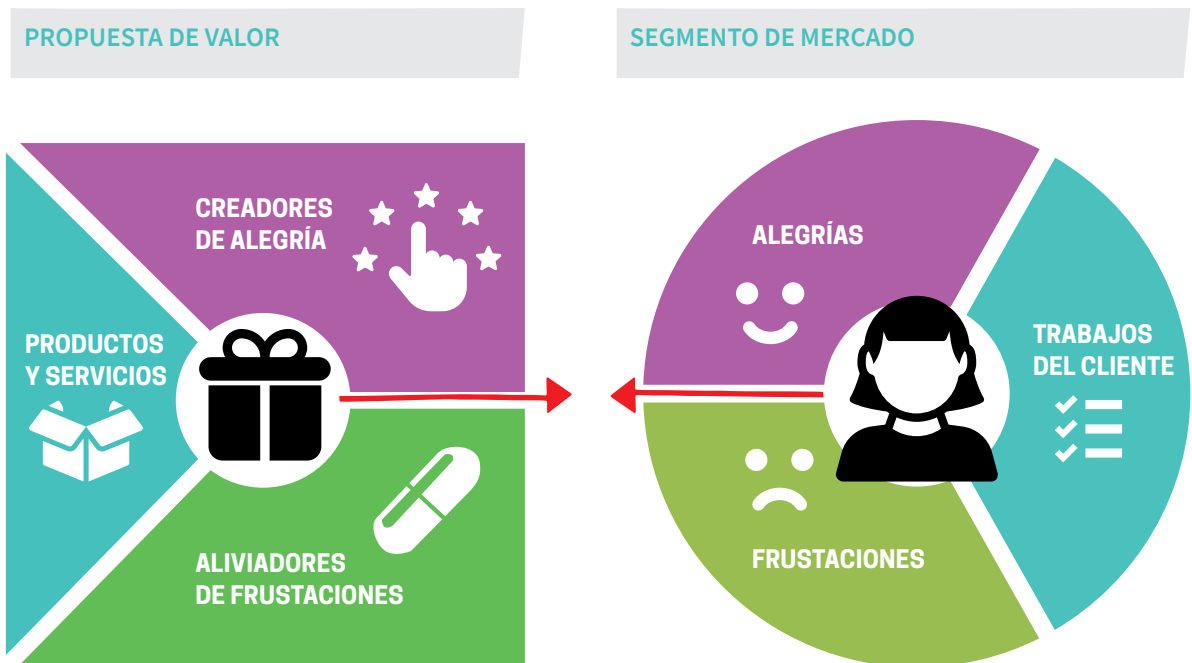 PROPUESTA DE VALOR
SEGMENTO DE MERCADO
CREADORES
DE ALEGRÍA
PRODUCTOS
Y SERVICIOS
ALIVIADORES
DE FRUSTACIONES
ALEGRÍAS
TRABAJOS
DEL CLIENTE
FRUSTACIONES